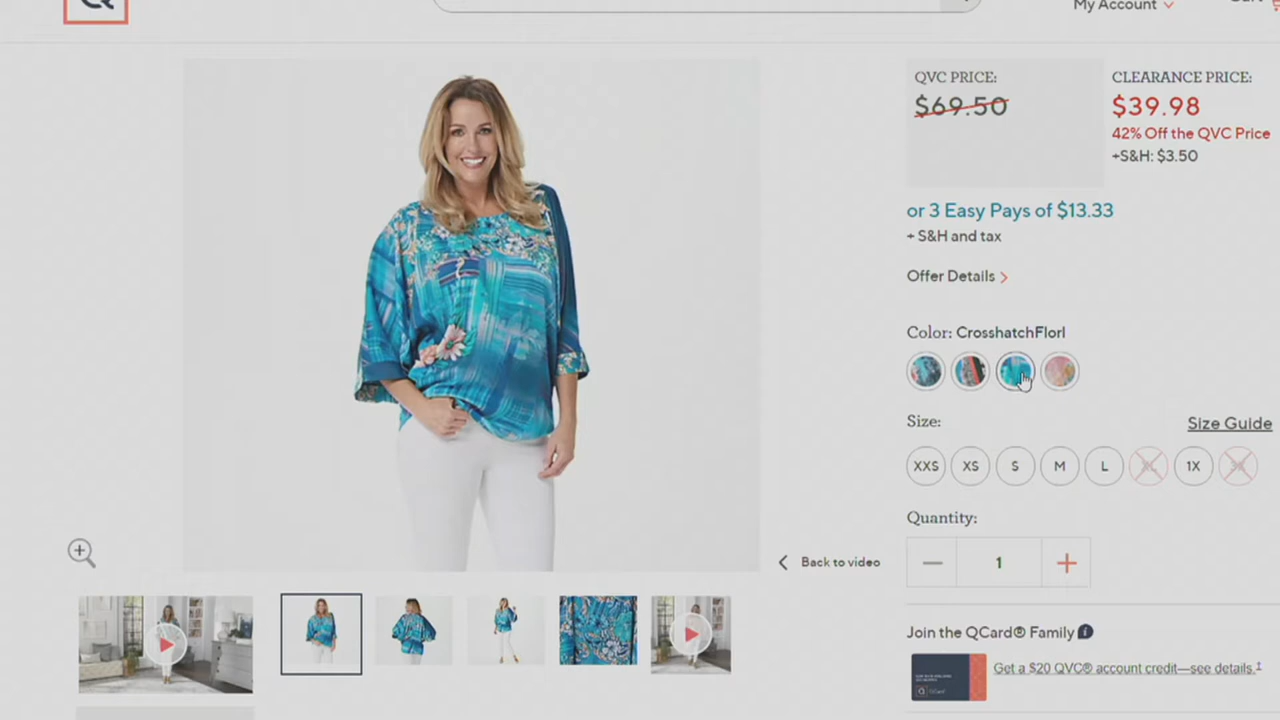 My Account
QVC PRICE:
$69.50
CLEARANCE PRICE:
$39.98
42% Off the QVC Price
+S&H: $3.50
or 3 Easy Pays of $13.33
+ S&H and tax
Offer Details
Color: CrosshatchFlorl
Size:
Size Guide
XXS XS S M L 1X
Quantity:
1
Back to video
Join the QCard® Family
Get a $20 QVC® account credit—see details.¹